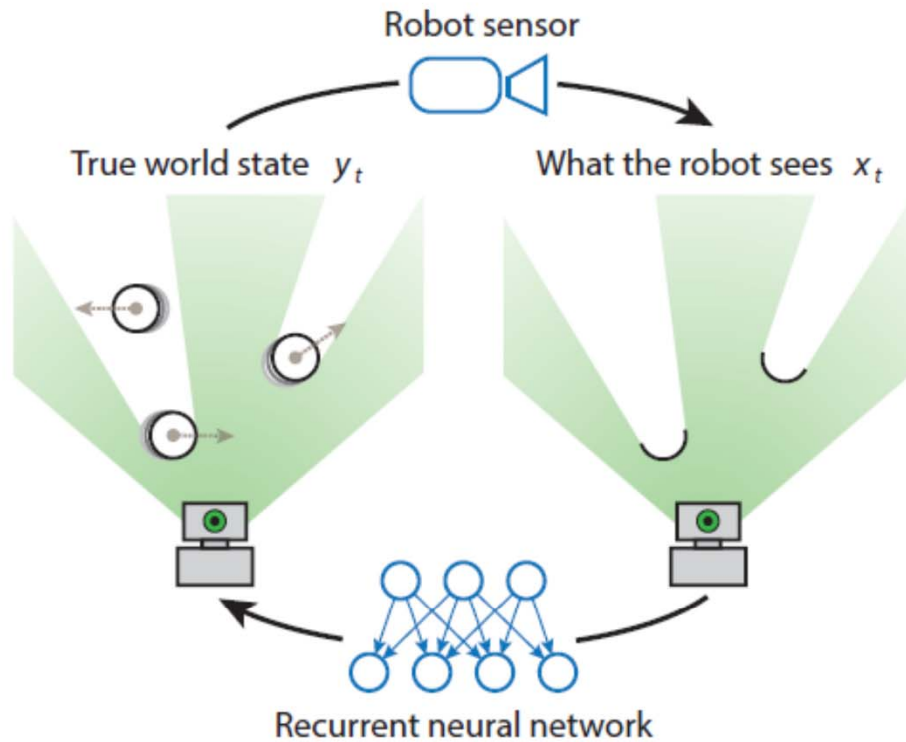 Robot sensor
True world state y_t
What the robot sees x_t
Recurrent neural network